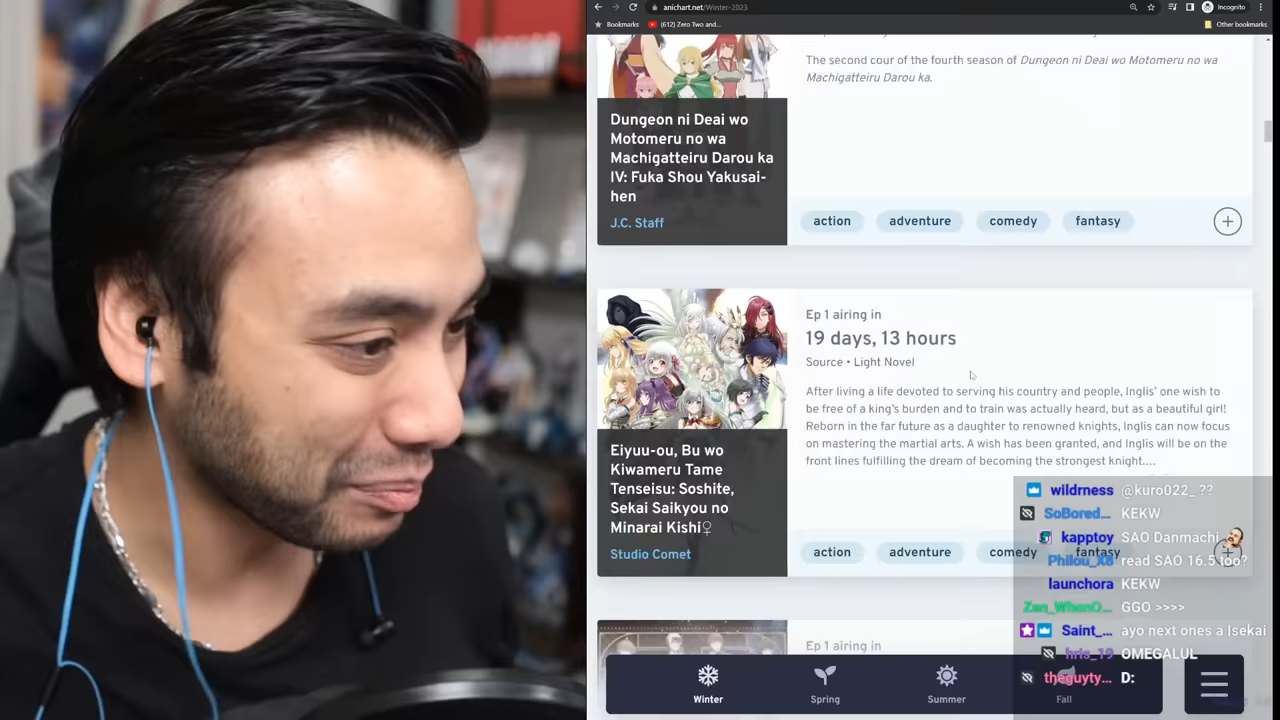 anichart.net/Winter-2023
Incognito
Bookmarks
(612) Zero Two and...
Other bookmarks
The second cour of the fourth season of Dungeon ni Deai wo Motomeru no wa
Machigatteiru Darou ka.
Dungeon ni Deai wo
Motomeru no wa
Machigatteiru Darou ka
IV: Fuka Shou Yakusai-
hen
J.C. Staff
action
adventure
comedy
fantasy
Ep 1 airing in
19 days, 13 hours
Source • Light Novel
After living a life devoted to serving his country and people, Inglis' one wish to
be free of a king's burden and to train was actually heard, but as a beautiful girl!
Reborn in the far future as a daughter to renowned knights, Inglis can now focus
on mastering the martial arts. A wish has been granted, and Inglis will be on the
front lines fulfilling the dream of becoming the strongest knight....
Eiyuu-ou, Bu wo
Kiwameru Tame
Tenseisu: Soshite,
Sekai Saikyou no
Minarai Kishi♀
Studio Comet
action
adventure
comedy
fantasy
wildrness @kuro022_ ??
SoBored... KEKW
kapptoy SAO Danmachi
Philou_X8 read SAO 16.5 too?
launchora KEKW
Zen_WhenO... GGO >>>>
Saint_... ayo next ones a Isekai
hris_19 OMEGALUL
theguyty... D:
Ep 1 airing in
Winter
Spring
Summer
Fall